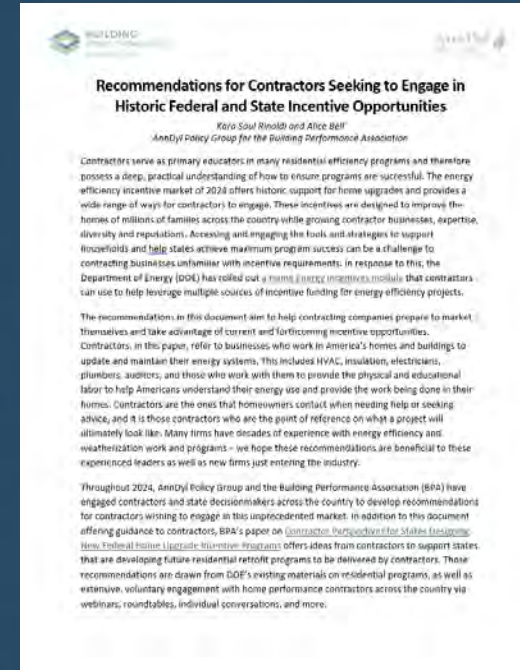 BUILDING
Recommendations for Contractors Seeking to Engage in
Historic Federal and State Incentive Opportunities
Kara Saul Rinaldi and Alice Bell
AnnDyl Policy Group for the Building Performance Association
Contractors serve as primary educators in many residential efficiency programs and therefore
possess a deep, practical understanding of how to ensure programs are successful. The energy
efficiency incentive market of 2024 offers historic support for home upgrades and provides a
wide range of ways for contractors to engage. These incentives are designed to improve the
homes of millions of families across the country while growing contractor businesses, expertise,
diversity and reputations. Accessing and engaging the tools and strategies to support
households and help states achieve maximum program success can be a challenge to
contracting businesses unfamiliar with incentive requirements. In response to this, the
Department of Energy (DOE) has rolled out a Home Energy Incentives module that contractors
can use to help leverage multiple sources of incentive funding for energy efficiency projects.
The recommendations in this document aim to help contracting companies prepare to market
themselves and take advantage of current and forthcoming incentive opportunities.
Contractors, in this paper, refer to businesses who work in America's homes and buildings to
update and maintain their energy systems. This includes HVAC, insulation, electricians,
plumbers, auditors, and those who work with them to provide the physical and educational
labor to help Americans understand their energy use and provide the work being done in their
homes. Contractors are the ones that homeowners contact when needing help or seeking
advice, and it is those contractors who are the point of reference on what a project will
ultimately look like. Many firms have decades of experience with energy efficiency and
weatherization work and programs – we hope these recommendations are beneficial to these
experienced leaders as well as new firms just entering the industry.
Throughout 2024, AnnDyl Policy Group and the Building Performance Association (BPA) have
engaged contractors and state decisionmakers across the country to develop recommendations
for contractors wishing to engage in this unprecedented market. In addition to this document
offering guidance to contractors, BPA's paper on Contractor Perspective for States Designing
New Federal Home Upgrade Incentive Programs offers ideas from contractors to support states
that are developing future residential retrofit programs to be delivered by contractors. Those
recommendations are drawn from DOE's existing materials on residential programs, as well as
extensive, voluntary engagement with home performance contractors across the country via
webinars, roundtables, individual conversations, and more.